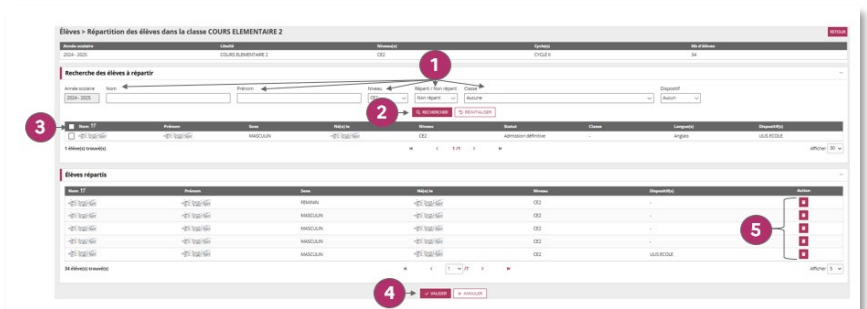 Élèves > Répartition des élèves dans la classe COURS ELEMENTAIRE 2
RETOUR
Année scolaire Libellé Niveau(x) Cycle(s) Nb d'élèves
2024 - 2025 COURS ELEMENTAIRE 2 CE2 CYCLE II 34
1
Recherche des élèves à répartir
Année scolaire Nom Prénom Niveau Réparti / Non réparti Classe Dispositif
2024 - 2025 CE2 Non réparti Aucune Aucun
2
RECHERCHER RÉINITIALISER
3
Nom Prénom Sexe Né(e) le Niveau Statut Classe Langue(s) Dispositif(s)
MASCULIN CE2 Admission définitive - Anglais ULIS ECOLE
1 élève(s) trouvé(s) 1 /1 Afficher 30
Élèves répartis
Nom Prénom Sexe Né(e) le Niveau Dispositif(s) Action
FEMININ CE2 -
MASCULIN CE2 -
MASCULIN CE2 -
MASCULIN CE2 -
MASCULIN CE2 ULIS ECOLE
5
34 élève(s) trouvé(s) 1 /7 Afficher 5
4
VALIDER ANNULER